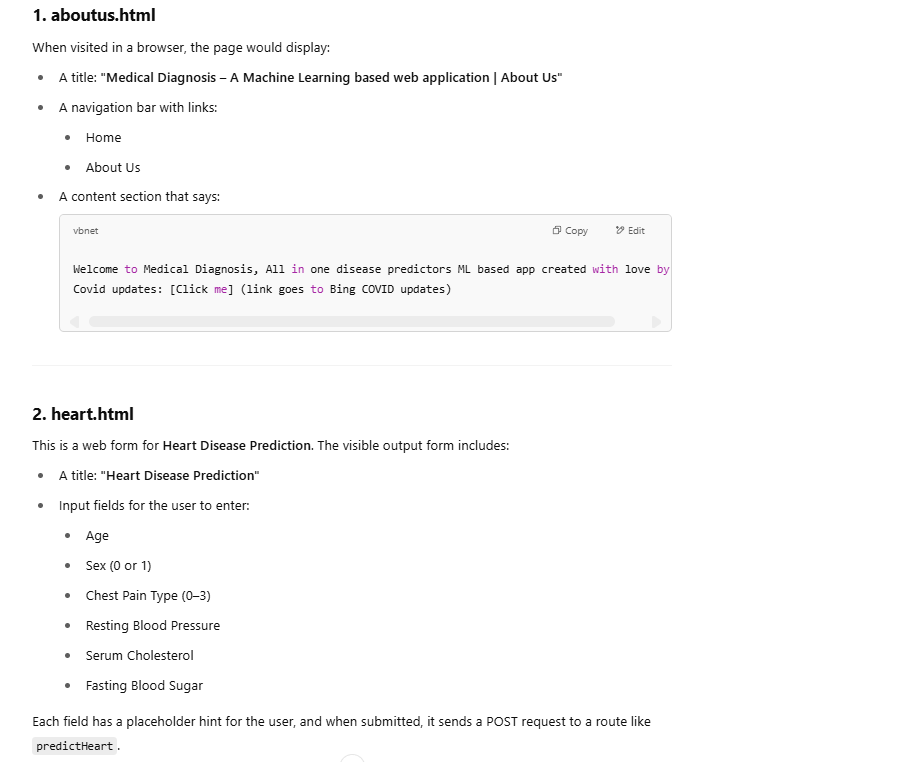 1. aboutus.html
When visited in a browser, the page would display:
• A title: "Medical Diagnosis – A Machine Learning based web application | About Us"
• A navigation bar with links:
• Home
• About Us
• A content section that says:
vbnet Copy Edit
Welcome to Medical Diagnosis, All in one disease predictors ML based app created with love by
Covid updates: [Click me] (link goes to Bing COVID updates)
2. heart.html
This is a web form for Heart Disease Prediction. The visible output form includes:
• A title: "Heart Disease Prediction"
• Input fields for the user to enter:
• Age
• Sex (0 or 1)
• Chest Pain Type (0–3)
• Resting Blood Pressure
• Serum Cholesterol
• Fasting Blood Sugar
Each field has a placeholder hint for the user, and when submitted, it sends a POST request to a route like
predictHeart.